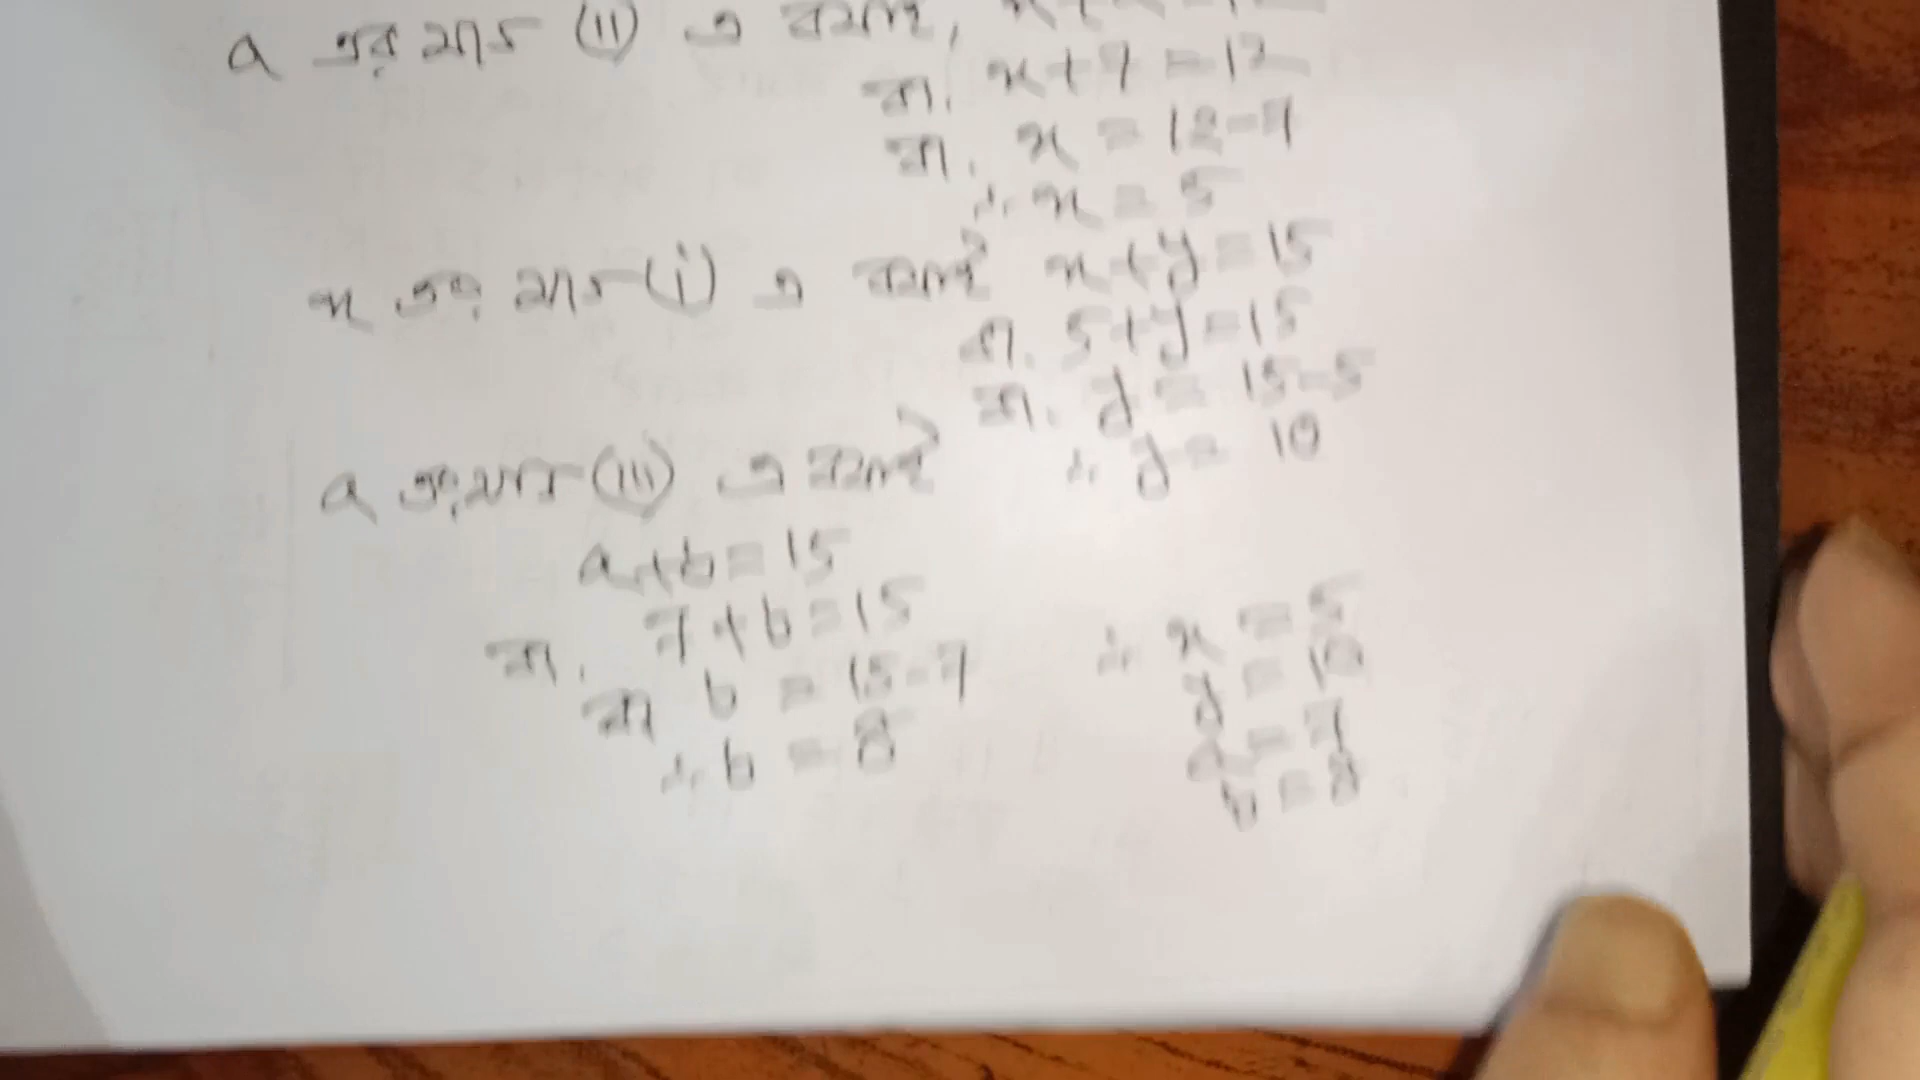 a এর মান (ii) এ বসাই,
বা, x+7 = 12
বা, x = 12-7
∴ x = 5
x এর মান (i) এ বসাই x+y = 15
বা, 5+y = 15
বা, y = 15-5
∴ y = 10
a এর মান (iii) এ বসাই
a+b = 15
বা, 7+b = 15
বা b = 15-7
∴ b = 8
∴ x = 5
y = 10
a = 7
b = 8